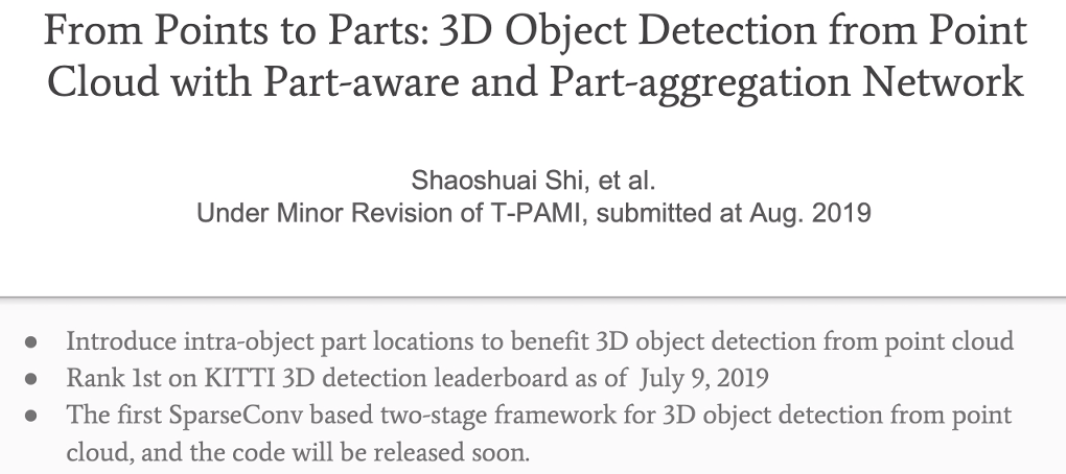 From Points to Parts: 3D Object Detection from Point
Cloud with Part-aware and Part-aggregation Network
Shaoshuai Shi, et al.
Under Minor Revision of T-PAMI, submitted at Aug. 2019
● Introduce intra-object part locations to benefit 3D object detection from point cloud
● Rank 1st on KITTI 3D detection leaderboard as of July 9, 2019
● The first SparseConv based two-stage framework for 3D object detection from point
cloud, and the code will be released soon.